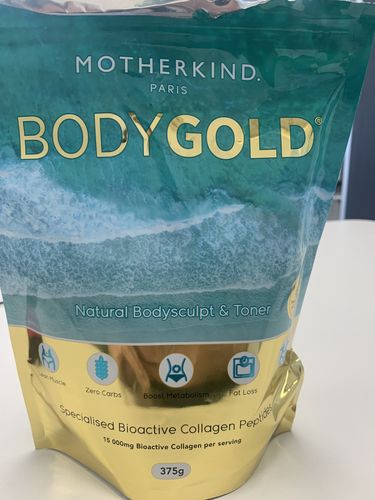 MOTHERKIND.
PARIS
BODYGOLD®
Natural Bodysculpt & Toner
Muscle
Zero Carbs
Boost Metabolism
Fat Loss
Specialised Bioactive Collagen Peptides
15 000mg Bioactive Collagen per serving
375g